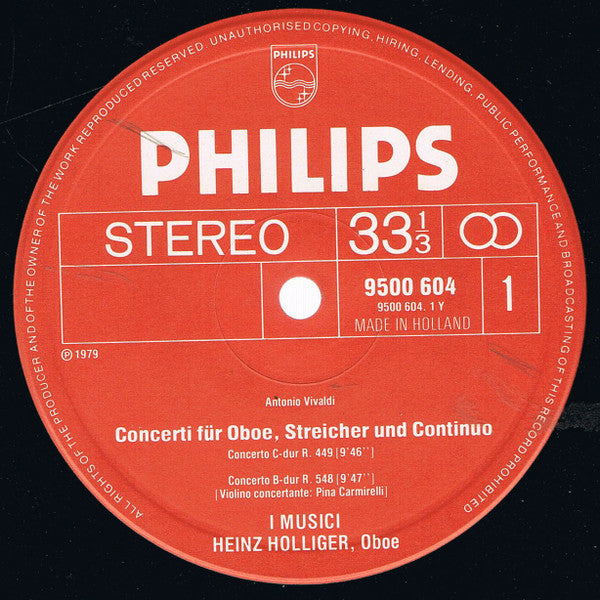 ALL RIGHTS OF THE PRODUCER AND OF THE OWNER OF THE WORK REPRODUCED RESERVED. UNAUTHORISED COPYING, HIRING, LENDING, PUBLIC PERFORMANCE AND BROADCASTING OF THIS RECORD PROHIBITED
PHILIPS
PHILIPS
STEREO 33 1/3
9500 604 1
9500 604. 1 Y
MADE IN HOLLAND
℗ 1979
Antonio Vivaldi
Concerti für Oboe, Streicher und Continuo
Concerto C-dur R. 449 [9'46'']
Concerto B-dur R. 548 [9'47'']
[Violino concertante: Pina Carmirelli]
I MUSICI
HEINZ HOLLIGER, Oboe